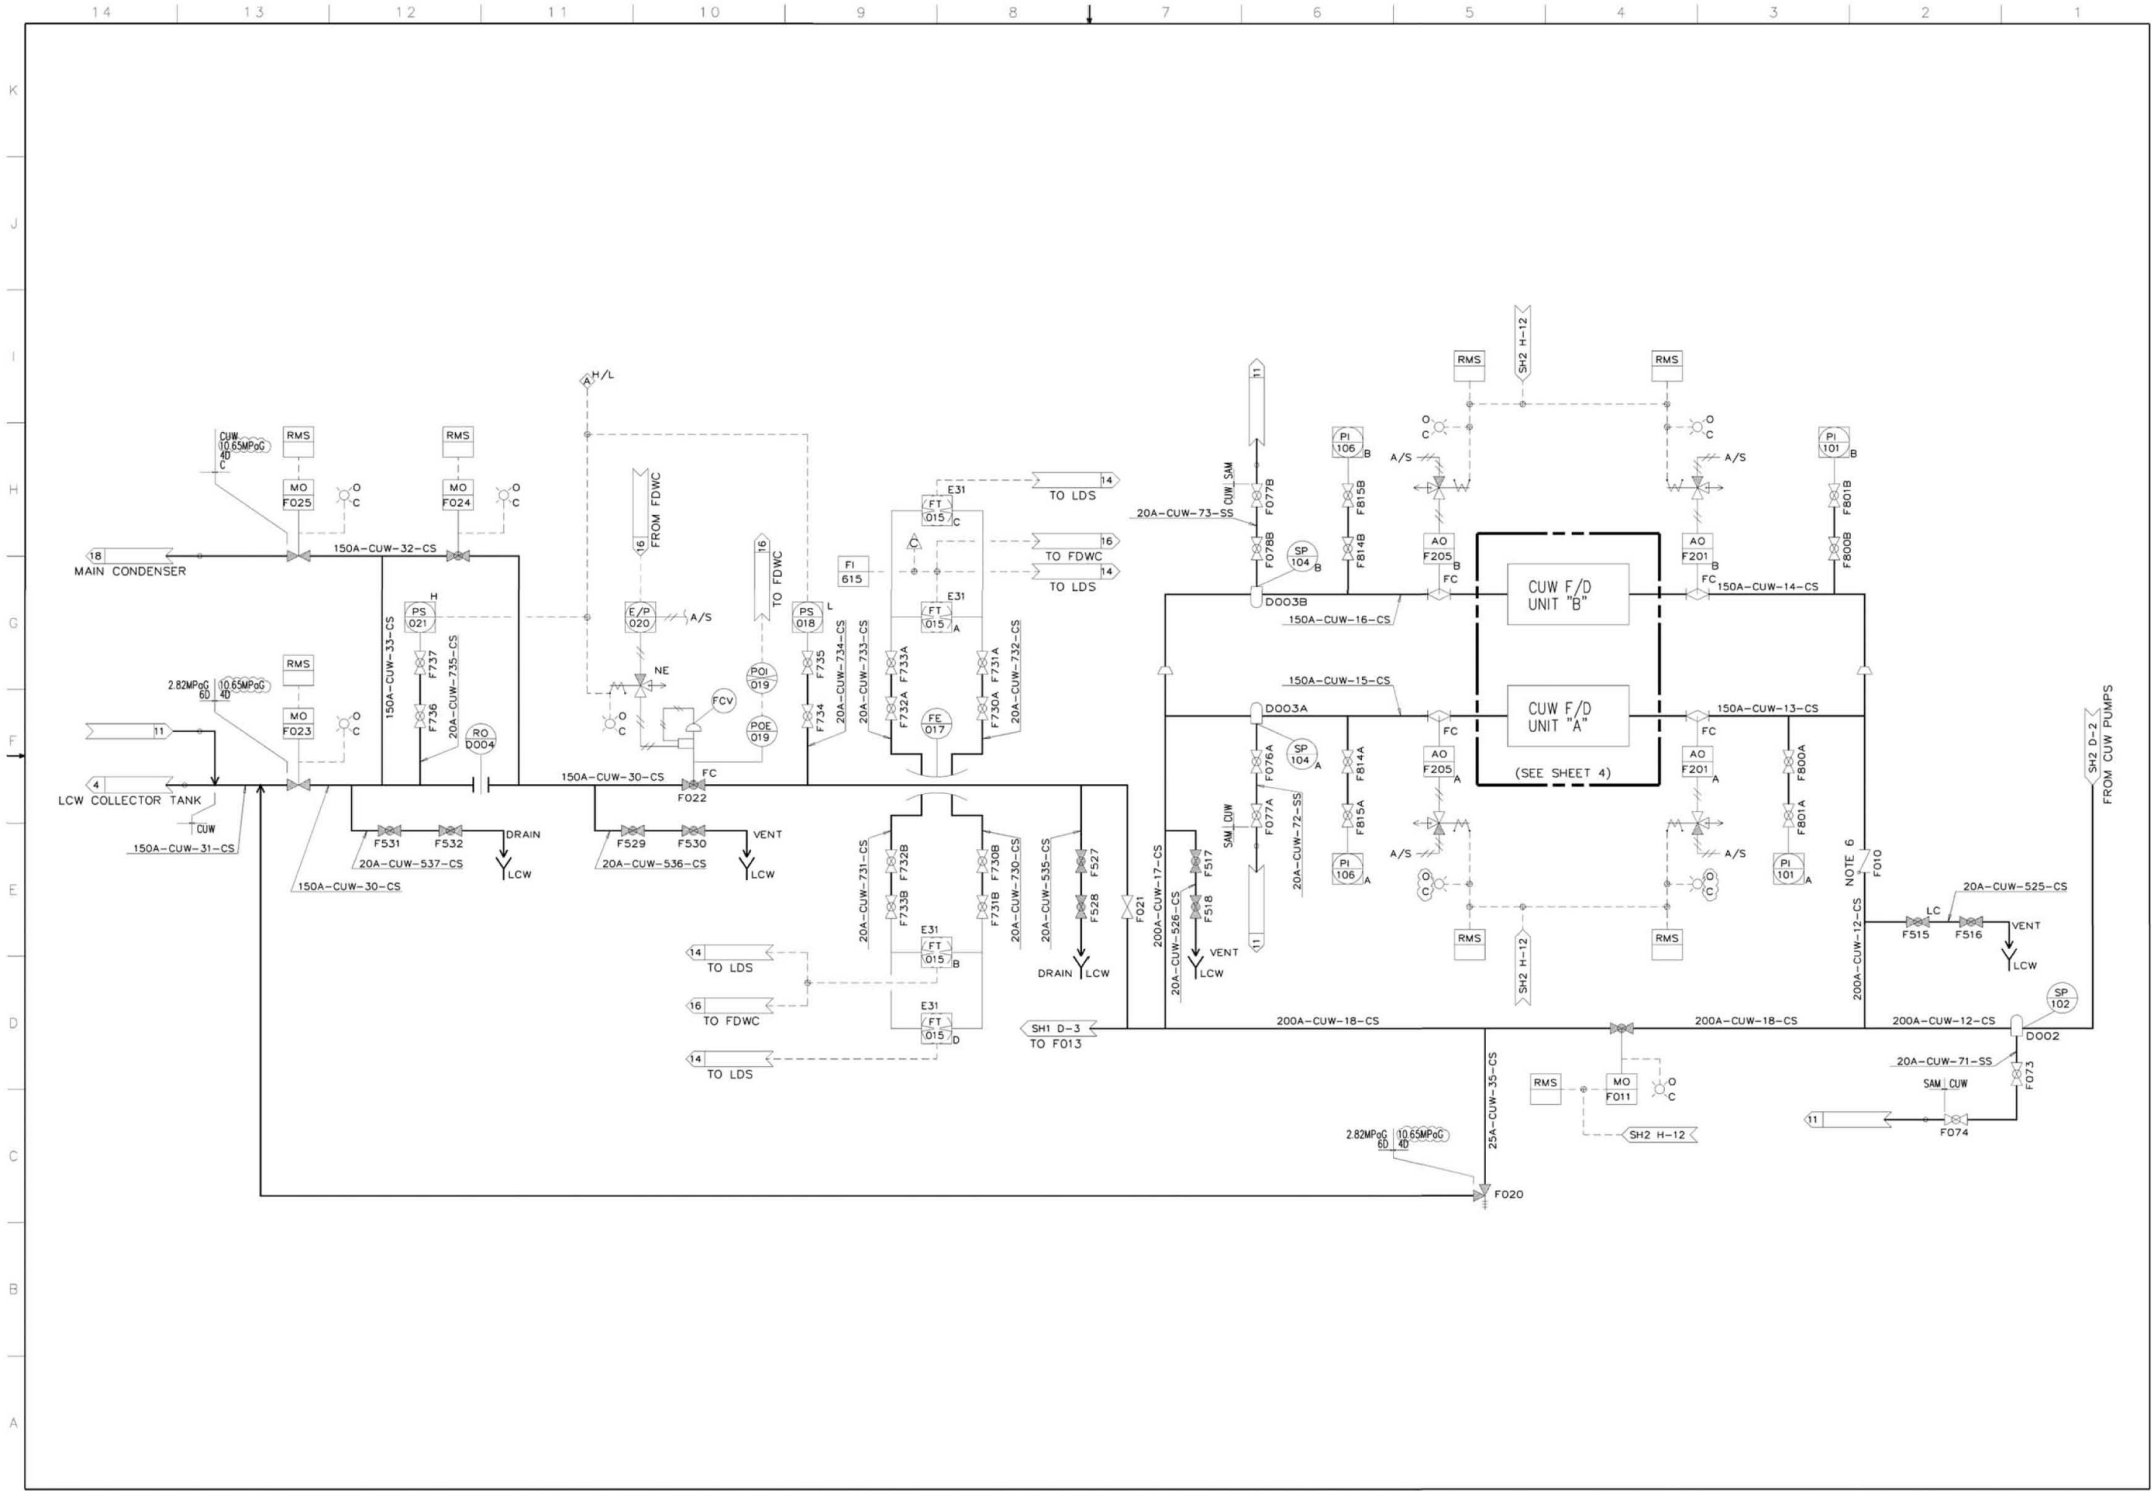 14 13 12 11 10 9 8 7 6 5 4 3 2 1
K
J
I
H
G
F
E
D
C
B
A
A H/L
SH2 H-12
RMS
RMS
11
O
C
O
C
CUW
10.65MPaG
4D
C
RMS
RMS
PI
106
B
PI
101
B
A/S
A/S
MO
F025
O
C
MO
F024
O
C
16
FROM FDWC
E31
FT
015
C
14
TO LDS
CUW SAM
F077B
F078B
20A-CUW-73-SS
F815B
F814B
F801B
F800B
18
MAIN CONDENSER
150A-CUW-32-CS
16
TO FDWC
C
FI
615
16
TO FDWC
14
TO LDS
SP
104
B
D003B
AO
F205
B
FC
AO
F201
B
FC
CUW F/D
UNIT "B"
150A-CUW-14-CS
150A-CUW-16-CS
H
PS
021
E/P
020
A/S
PS
018
L
E31
FT
015
A
150A-CUW-33-CS
F737
F736
20A-CUW-735-CS
NE
O
C
FCV
POI
019
POE
019
F735
F734
20A-CUW-734-CS
20A-CUW-733-CS
F733A
F732A
F731A
F730A
20A-CUW-732-CS
FE
017
RMS
2.82MPaG
6D
10.65MPaG
4D
MO
F023
O
C
11
4
LCW COLLECTOR TANK
CUW
150A-CUW-31-CS
150A-CUW-30-CS
RO
D004
150A-CUW-30-CS
FC
F022
150A-CUW-15-CS
D003A
SP
104
A
CUW F/D
UNIT "A"
(SEE SHEET 4)
150A-CUW-13-CS
FC
AO
F205
A
FC
AO
F201
A
SH2 D-2
FROM CUW PUMPS
F076A
F077A
SAM CUW
20A-CUW-72-SS
11
F814A
F815A
PI
106
A
F800A
F801A
PI
101
A
A/S
A/S
O
C
O
C
RMS
RMS
SH2 H-12
F531
F532
DRAIN
LCW
20A-CUW-537-CS
F529
F530
VENT
LCW
20A-CUW-536-CS
20A-CUW-731-CS
F732B
F733B
F730B
F731B
20A-CUW-730-CS
20A-CUW-535-CS
F527
F528
DRAIN
LCW
F021
200A-CUW-17-CS
20A-CUW-526-CS
F517
F518
VENT
LCW
NOTE 6
F010
200A-CUW-12-CS
20A-CUW-525-CS
LC
F515
F516
VENT
LCW
E31
FT
015
B
14
TO LDS
16
TO FDWC
E31
FT
015
D
14
TO LDS
SH1 D-3
TO F013
200A-CUW-18-CS
200A-CUW-18-CS
200A-CUW-12-CS
SP
102
D002
20A-CUW-71-SS
F073
SAM CUW
11
F074
25A-CUW-35-CS
RMS
MO
F011
O
C
SH2 H-12
2.82MPaG
6D
10.65MPaG
4D
F020